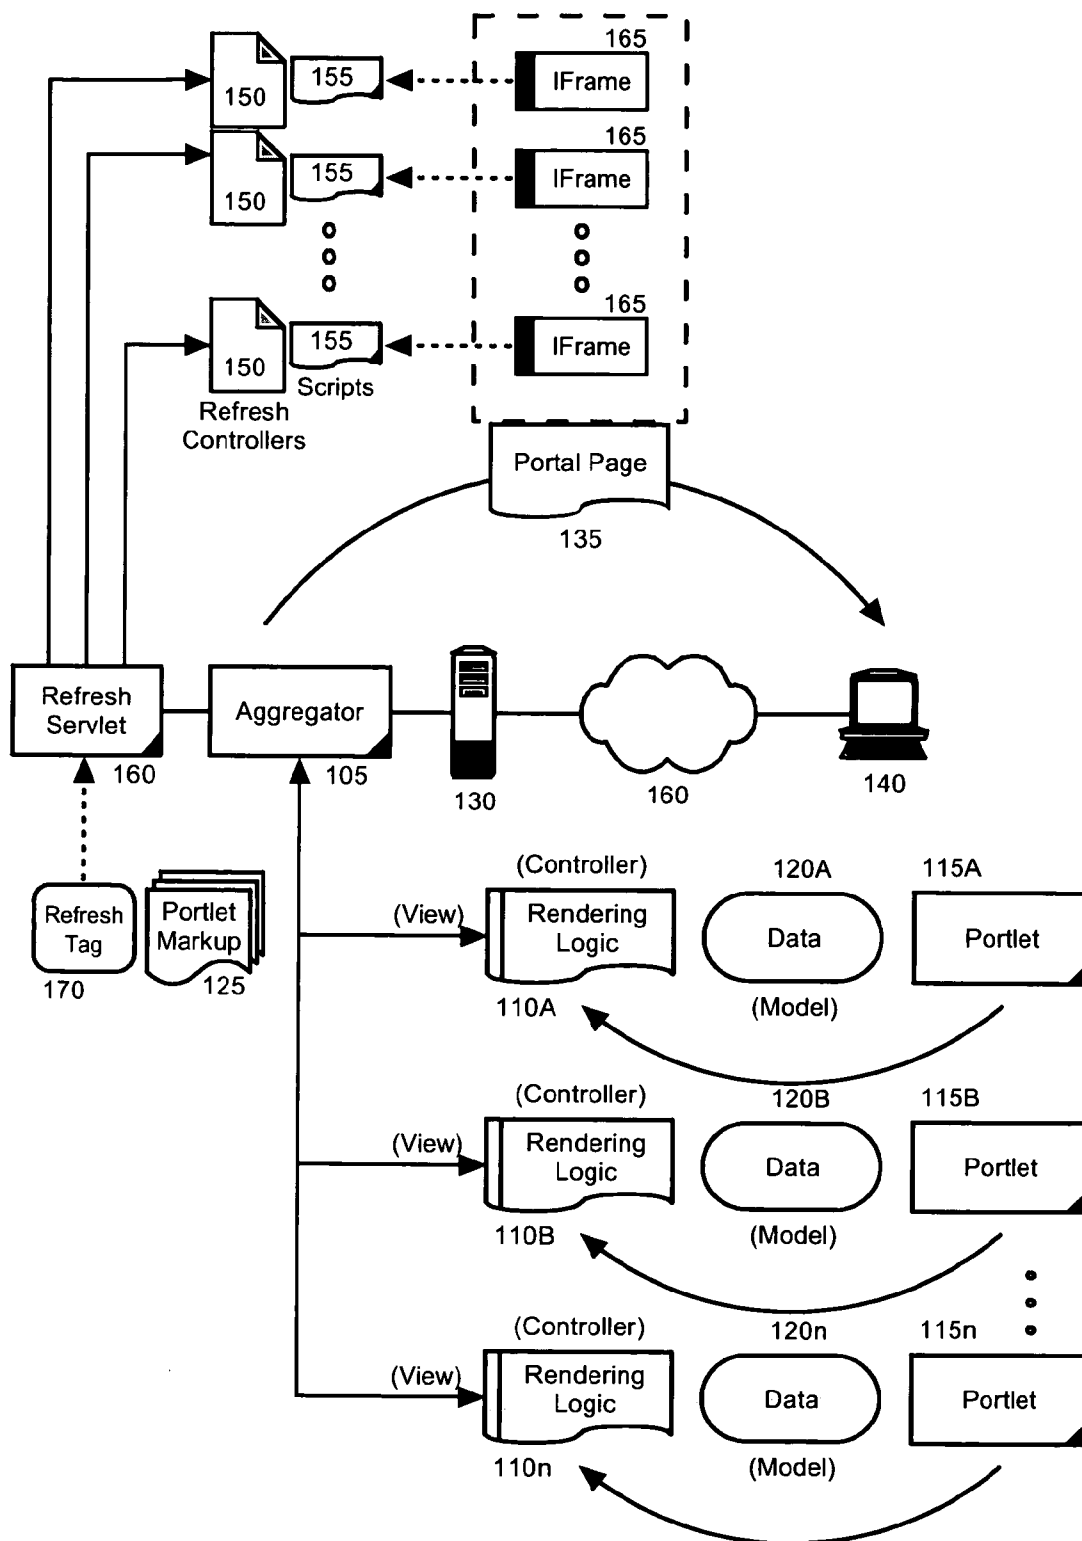 165
150
155
IFrame
165
150
155
IFrame
165
150
155
IFrame
Scripts
Refresh
Controllers
Portal Page
135
Refresh
Servlet
160
Aggregator
105
130
160
140
Refresh
Tag
170
Portlet
Markup
125
(Controller)
120A
115A
(View)
Rendering
Logic
Data
Portlet
110A
(Model)
(Controller)
120B
115B
(View)
Rendering
Logic
Data
Portlet
110B
(Model)
(Controller)
120n
115n
(View)
Rendering
Logic
Data
Portlet
110n
(Model)